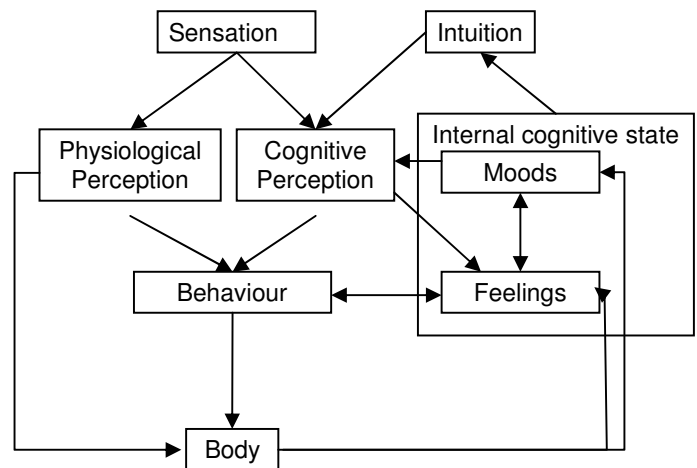 Sensation
Intuition
Internal cognitive state
Physiological
Perception
Cognitive
Perception
Moods
Behaviour
Feelings
Body